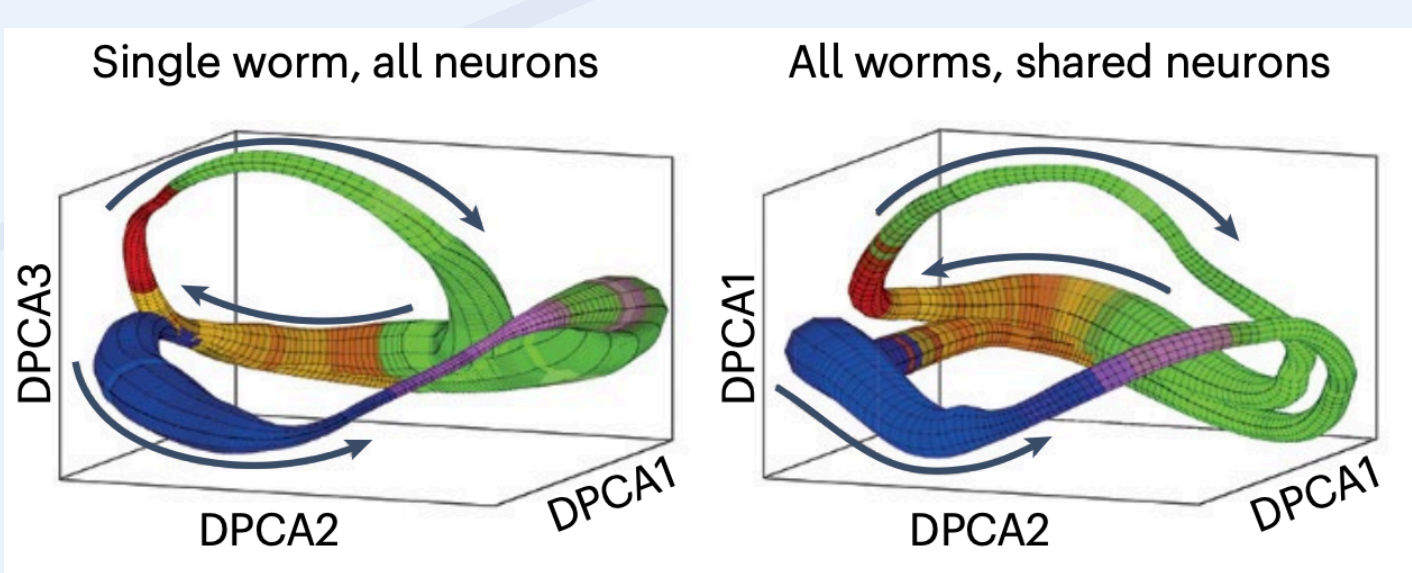 Single worm, all neurons
All worms, shared neurons
DPCA3
DPCA2
DPCA1
DPCA1
DPCA2
DPCA1